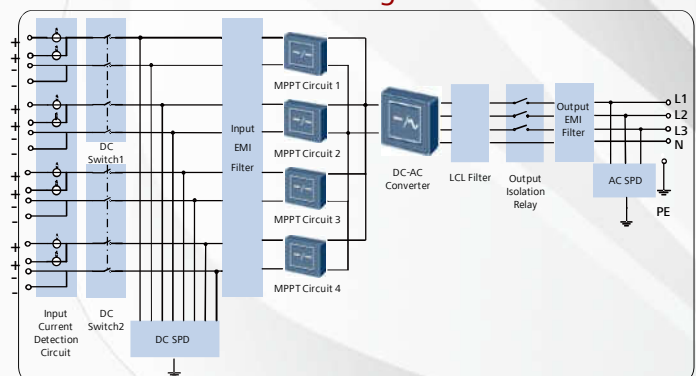 +
+
-
-
+
+
-
-
+
+
-
-
+
+
-
-
DC
Switch1
Input
EMI
Filter
MPPT Circuit 1
MPPT Circuit 2
MPPT Circuit 3
MPPT Circuit 4
DC-AC
Converter
LCL Filter
Output
Isolation
Relay
Output
EMI
Filter
L1
L2
L3
N
AC SPD
PE
Input
Current
Detection
Circuit
DC
Switch2
DC SPD